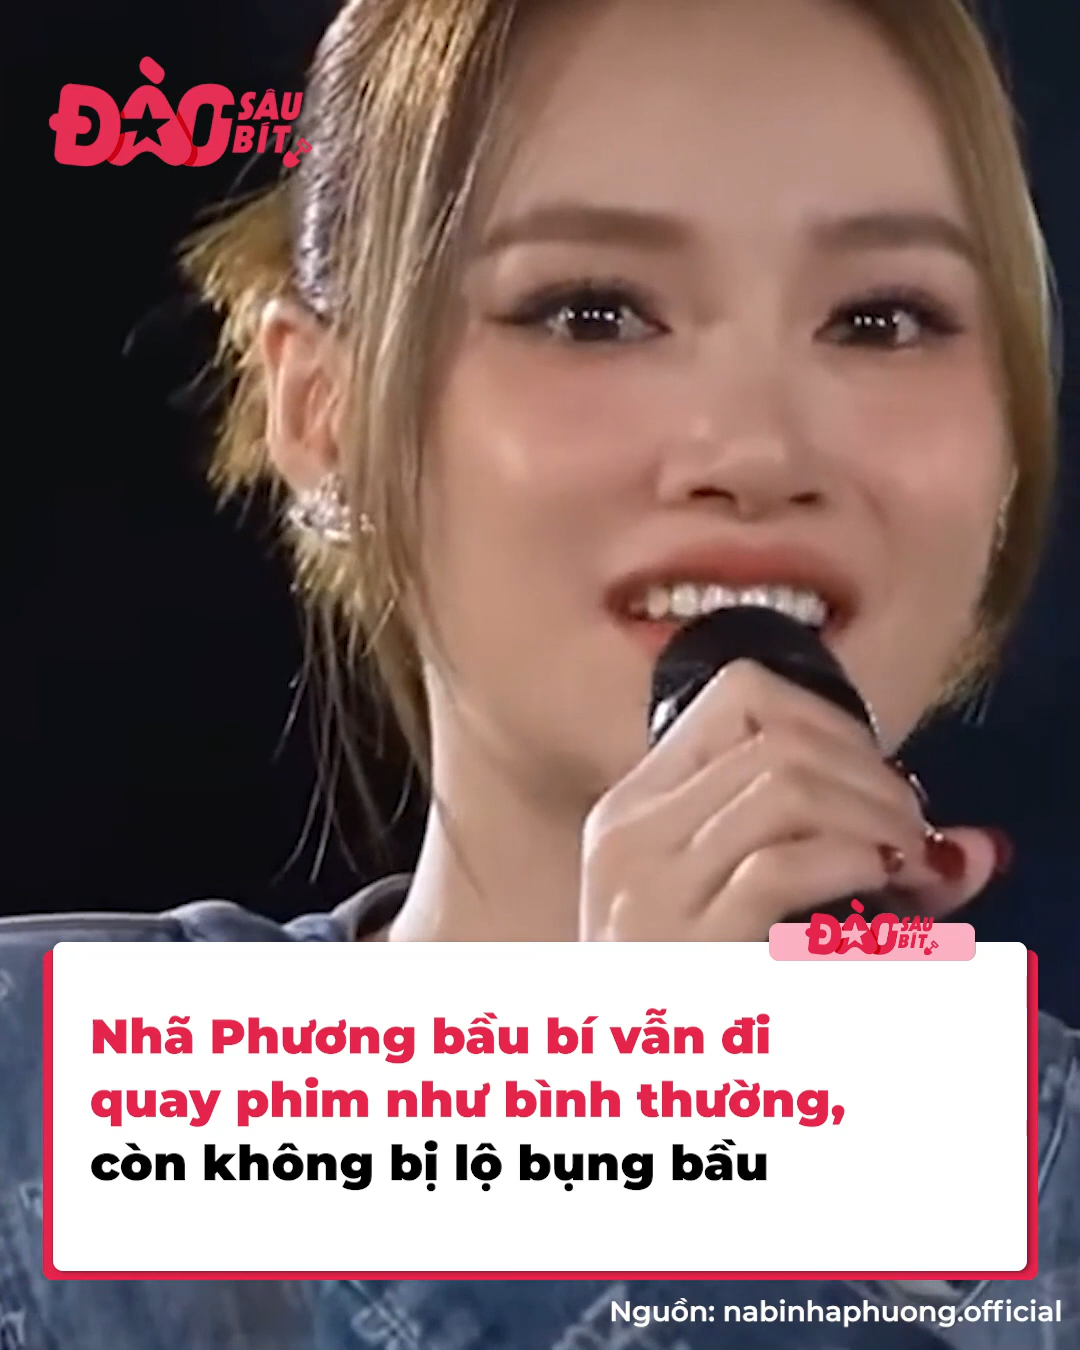 ĐÀO SÂU
BÍT
ĐÀO SÂU
BÍT
Nhã Phương bầu bí vẫn đi
quay phim như bình thường,
còn không bị lộ bụng bầu
Nguồn: nabinhaphuong.official